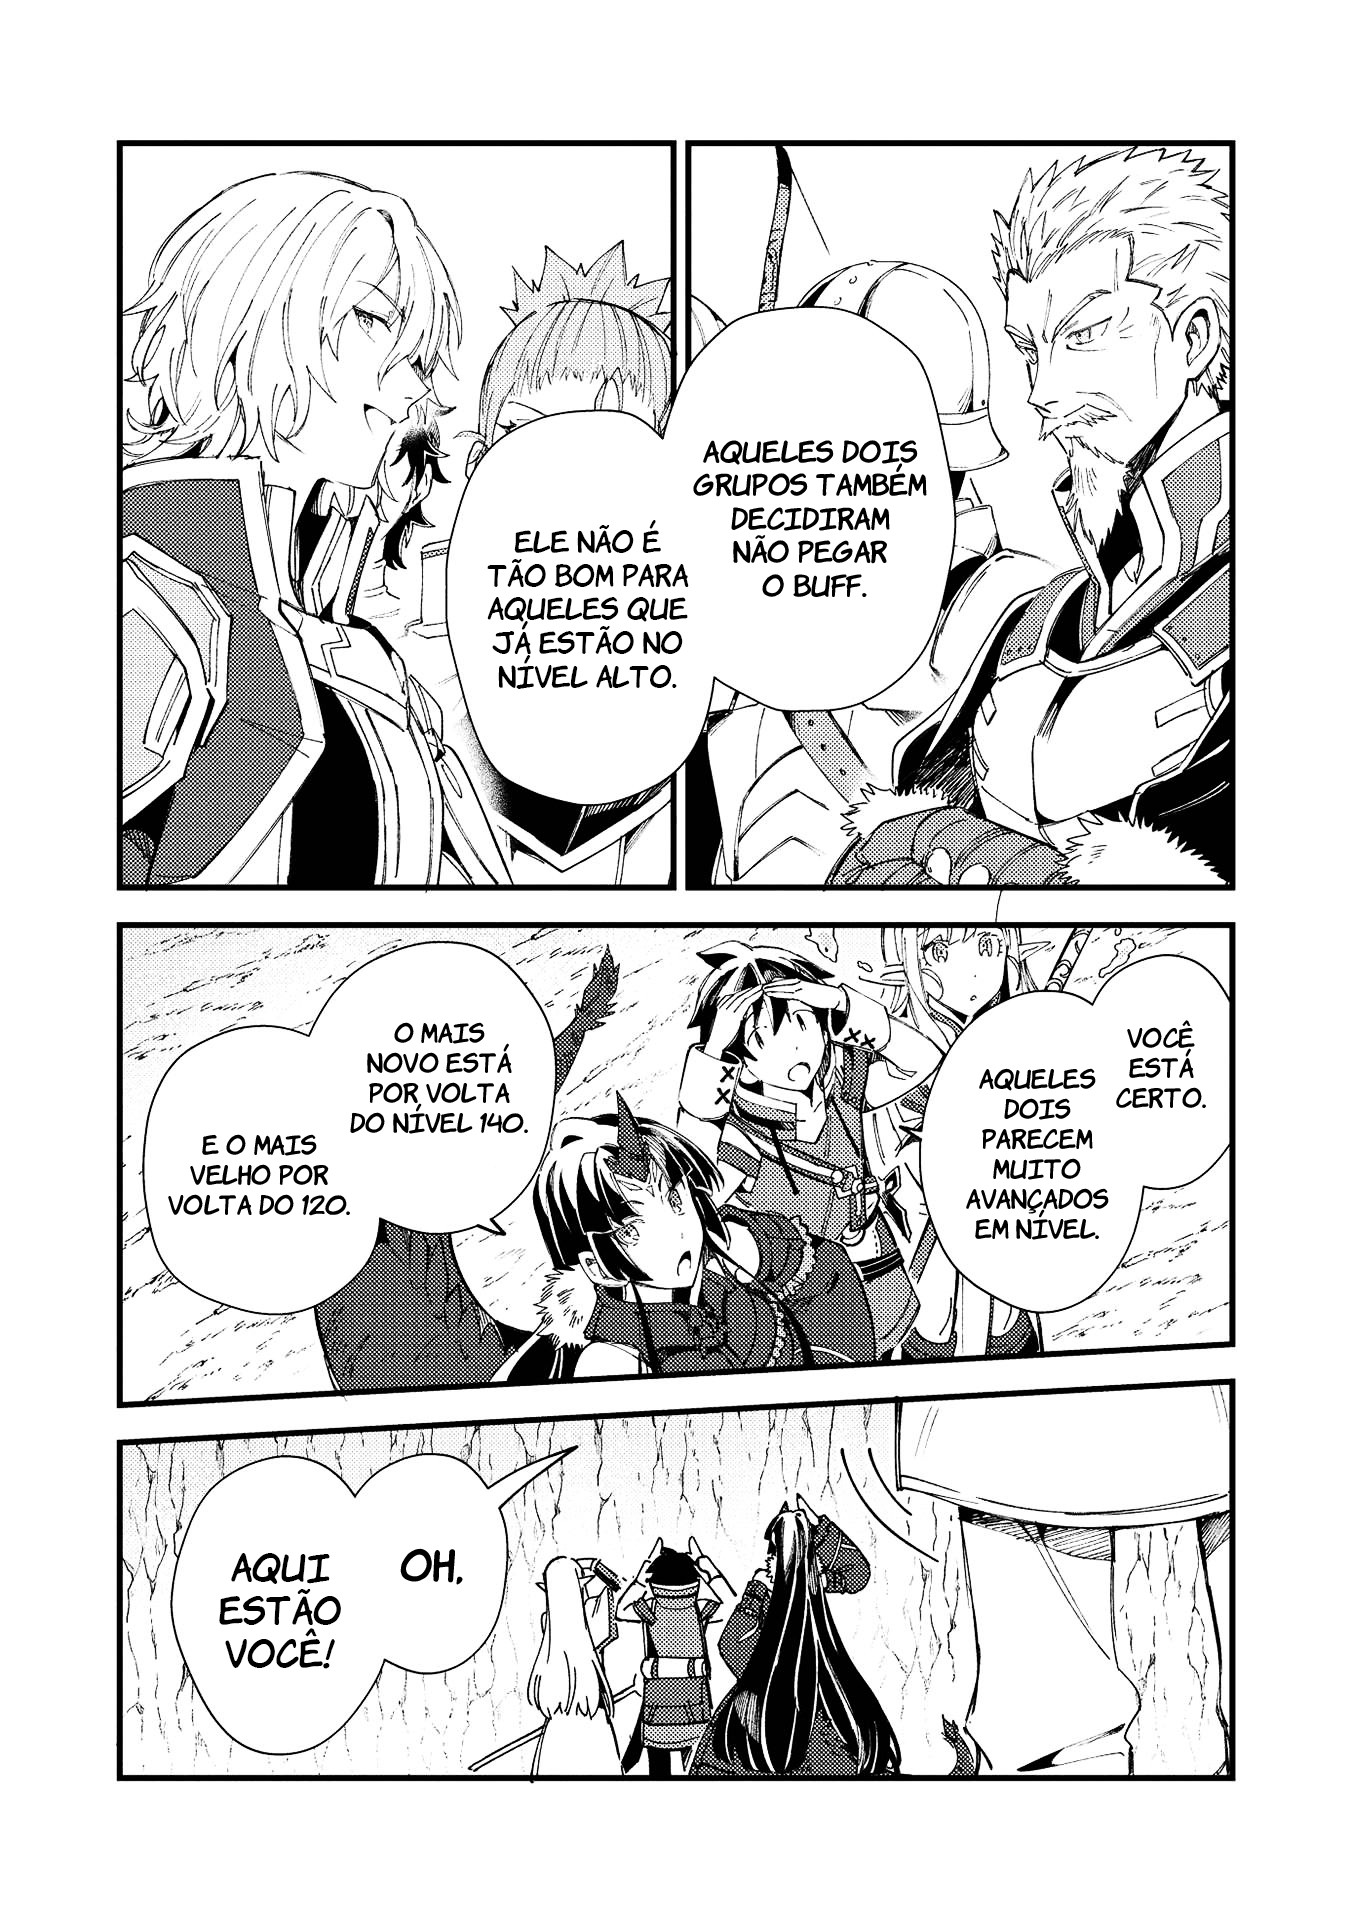 AQUELES DOIS
GRUPOS TAMBÉM
DECIDIRAM
NÃO PEGAR
O BUFF.
ELE NÃO É
TÃO BOM PARA
AQUELES QUE
JÁ ESTÃO NO
NÍVEL ALTO.
VOCÊ
ESTÁ
CERTO.
AQUELES
DOIS
PARECEM
MUITO
AVANÇADOS
EM NÍVEL.
O MAIS
NOVO ESTÁ
POR VOLTA
DO NÍVEL 140.
E O MAIS
VELHO POR
VOLTA DO 120.
OH,
AQUI
ESTÃO
VOCÊ!